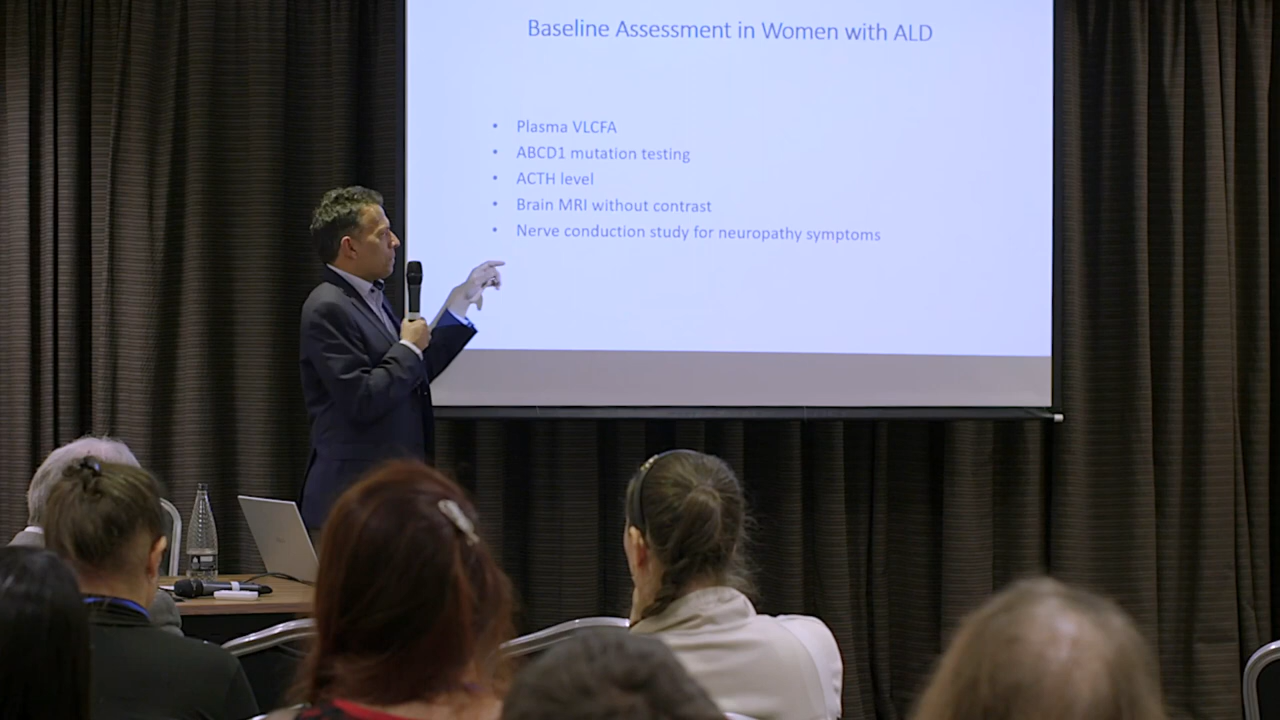 Baseline Assessment in Women with ALD
• Plasma VLCFA
• ABCD1 mutation testing
• ACTH level
• Brain MRI without contrast
• Nerve conduction study for neuropathy symptoms